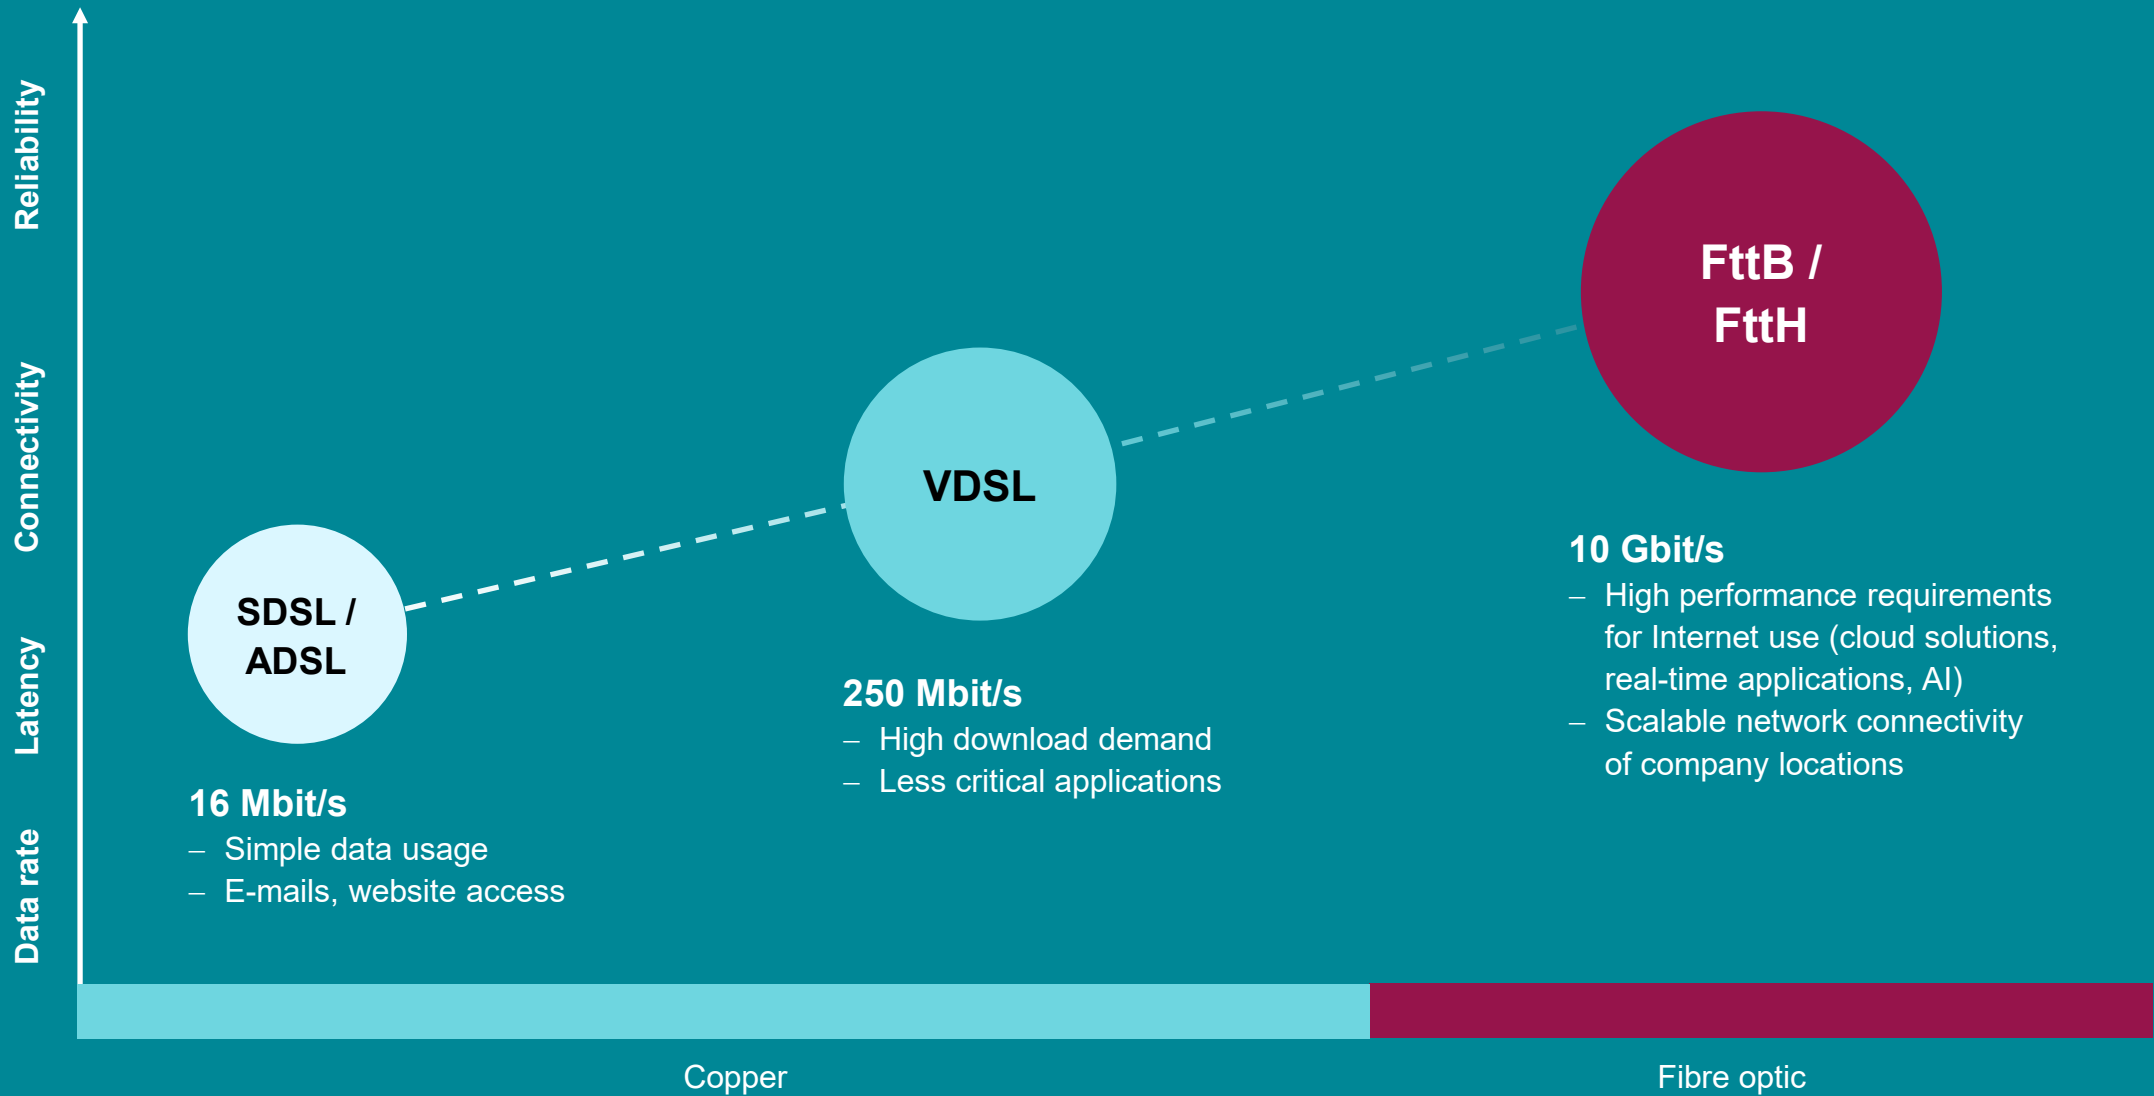 Reliability
Connectivity
Latency
Data rate
SDSL /
ADSL
16 Mbit/s
– Simple data usage
– E-mails, website access
VDSL
250 Mbit/s
– High download demand
– Less critical applications
FttB /
FttH
10 Gbit/s
– High performance requirements
for Internet use (cloud solutions,
real-time applications, AI)
– Scalable network connectivity
of company locations
Copper
Fibre optic